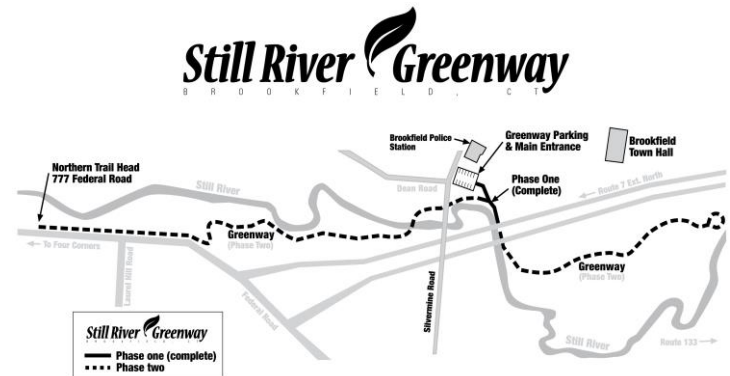 Still River Greenway
BROOKFIELD, CT
Brookfield Police
Station
Greenway Parking
& Main Entrance
Brookfield
Town Hall
Northern Trail Head
777 Federal Road
Still River
Dean Road
Phase One
(Complete)
Route 7 Ext. North
Greenway
(Phase Two)
To Four Corners
Laurel Hill Road
Federal Road
Silvermine Road
Greenway
(Phase Two)
Still River
Route 133
Still River Greenway
BROOKFIELD, CT
Phase one (complete)
Phase two